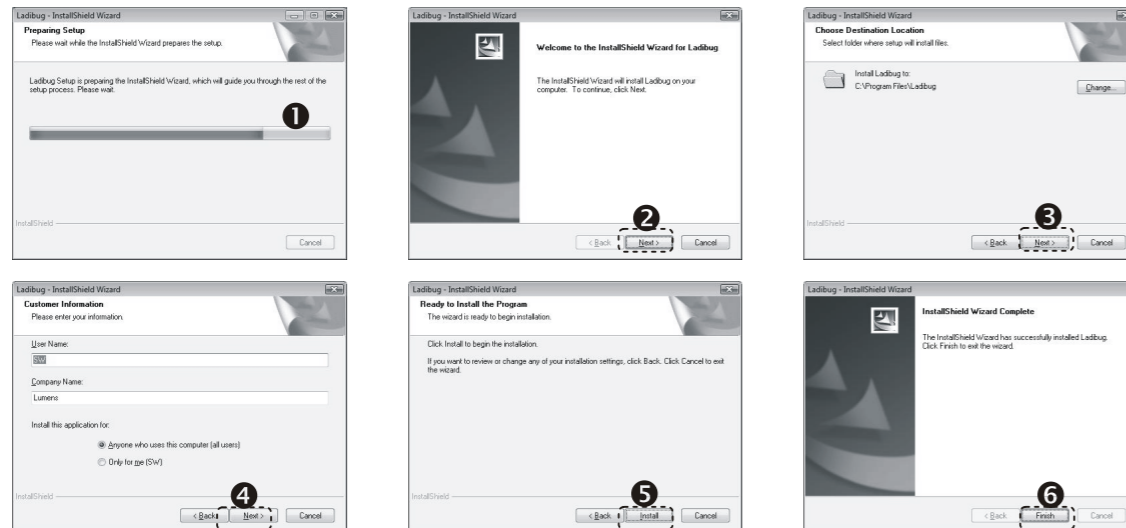 Ladibug - InstallShield Wizard
Preparing Setup
Please wait while the InstallShield Wizard prepares the setup.
Ladibug Setup is preparing the InstallShield Wizard, which will guide you through the rest of the
setup process. Please wait.
1
InstallShield
Cancel
Ladibug - InstallShield Wizard
Welcome to the InstallShield Wizard for Ladibug
The InstallShield Wizard will install Ladibug on your
computer. To continue, click Next.
2
< Back Next > Cancel
Ladibug - InstallShield Wizard
Choose Destination Location
Select folder where setup will install files.
Install Ladibug to:
C:\Program Files\Ladibug
Change...
3
InstallShield
< Back Next > Cancel
Ladibug - InstallShield Wizard
Customer Information
Please enter your information.
User Name:
SW
Company Name:
Lumens
Install this application for:
Anyone who uses this computer (all users)
Only for me (SW)
4
InstallShield
< Back Next > Cancel
Ladibug - InstallShield Wizard
Ready to Install the Program
The wizard is ready to begin installation.
Click Install to begin the installation.
If you want to review or change any of your installation settings, click Back. Click Cancel to exit
the wizard.
5
InstallShield
< Back Install Cancel
Ladibug - InstallShield Wizard
InstallShield Wizard Complete
The InstallShield Wizard has successfully installed Ladibug.
Click Finish to exit the wizard.
6
< Back Finish Cancel